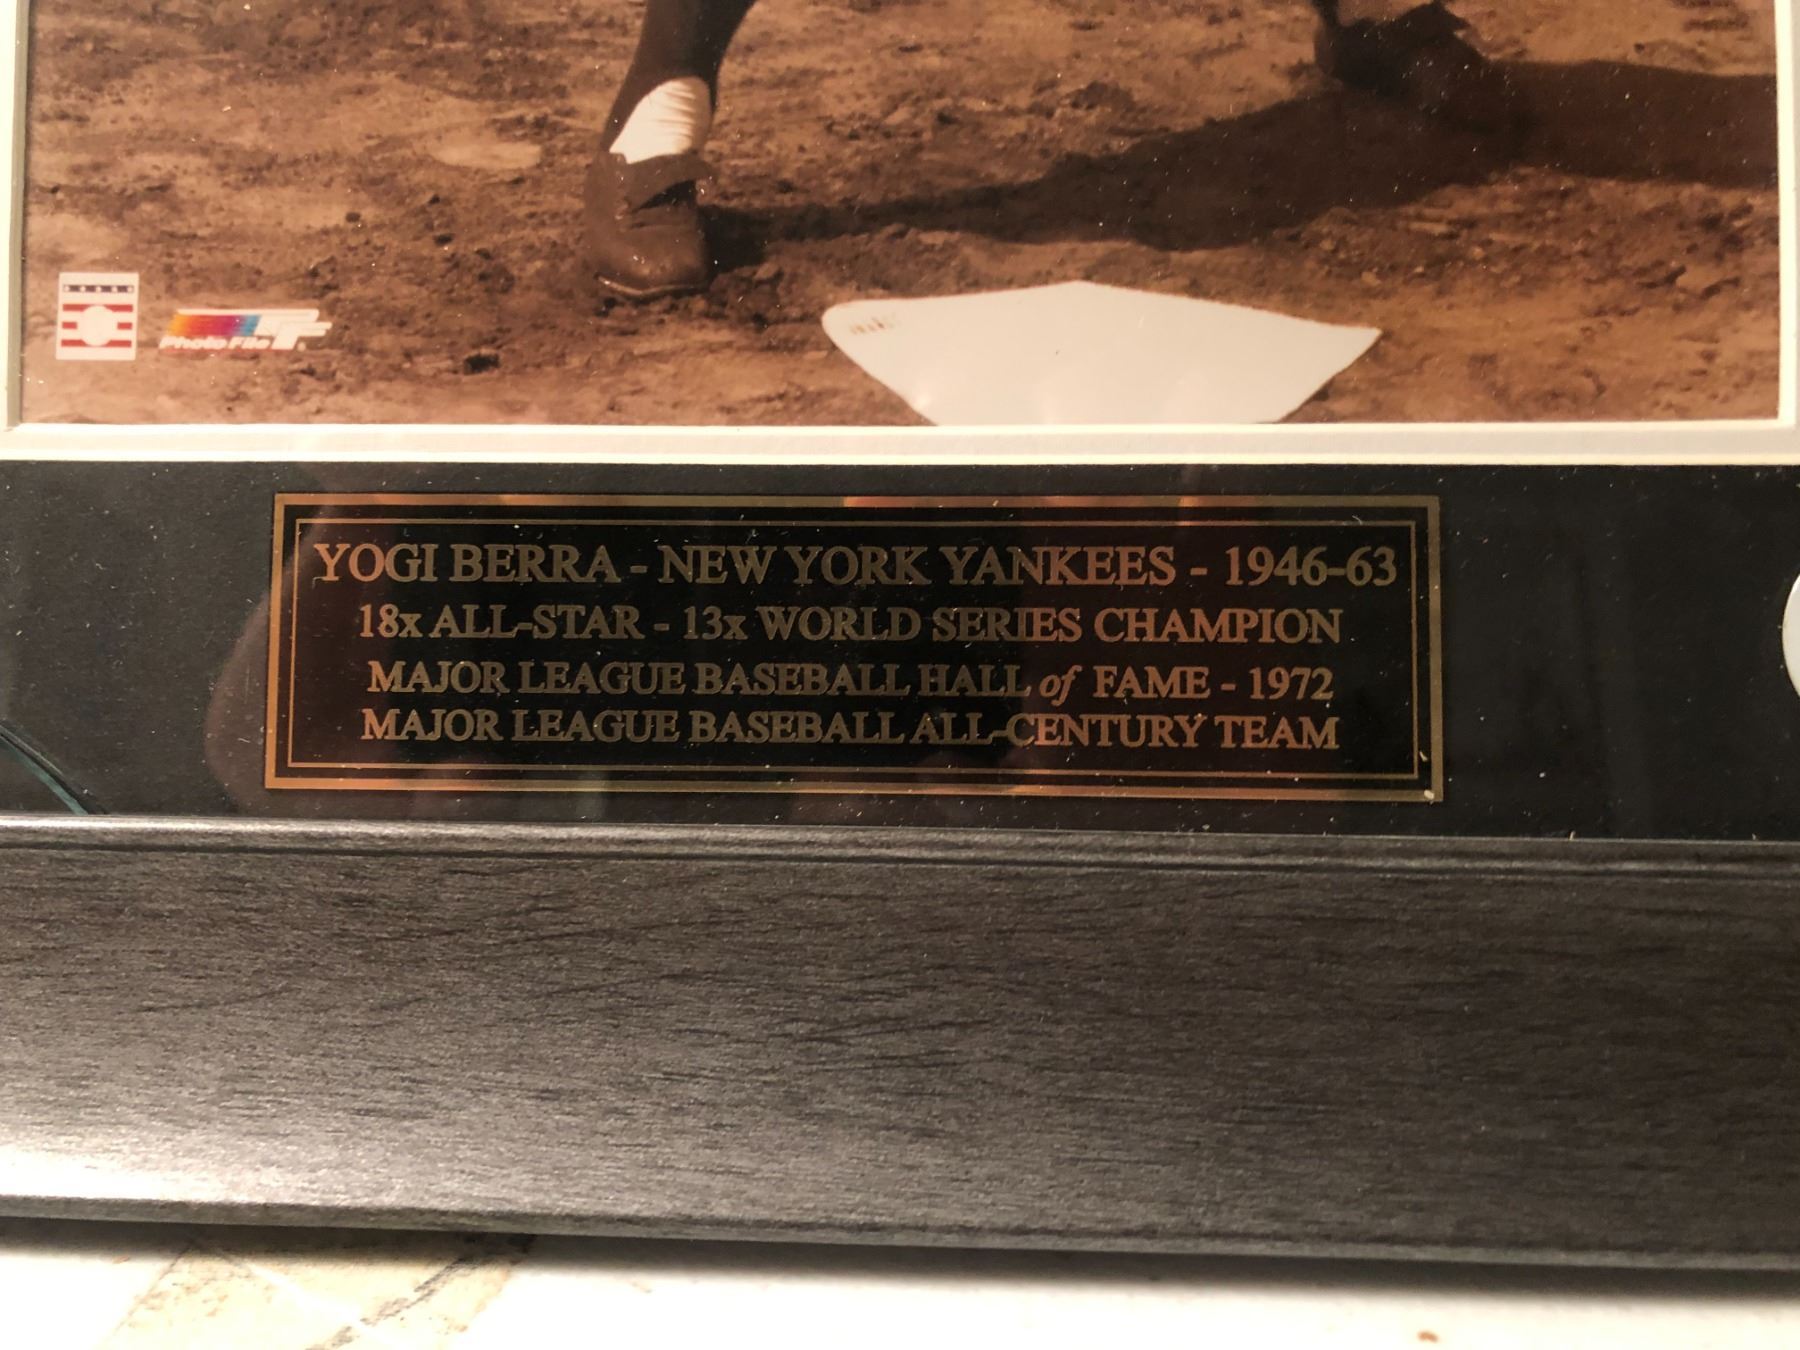 Photo File
YOGI BERRA - NEW YORK YANKEES - 1946-63
18x ALL-STAR - 13x WORLD SERIES CHAMPION
MAJOR LEAGUE BASEBALL HALL of FAME - 1972
MAJOR LEAGUE BASEBALL ALL-CENTURY TEAM